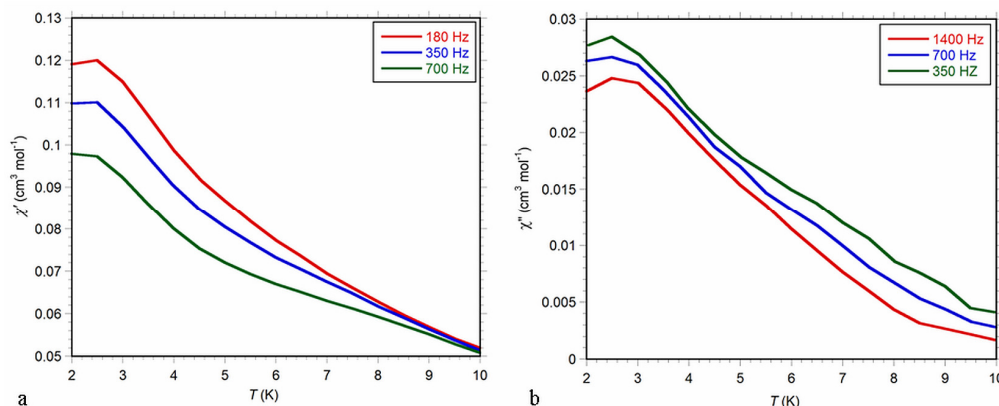 0.13
0.12
0.11
0.1
0.09
0.08
0.07
0.06
0.05
χ' (cm³ mol⁻¹)
180 Hz
350 Hz
700 Hz
2 3 4 5 6 7 8 9 10
T (K)
a
0.03
0.025
0.02
0.015
0.01
0.005
0
χ" (cm³ mol⁻¹)
1400 Hz
700 Hz
350 HZ
2 3 4 5 6 7 8 9 10
T (K)
b